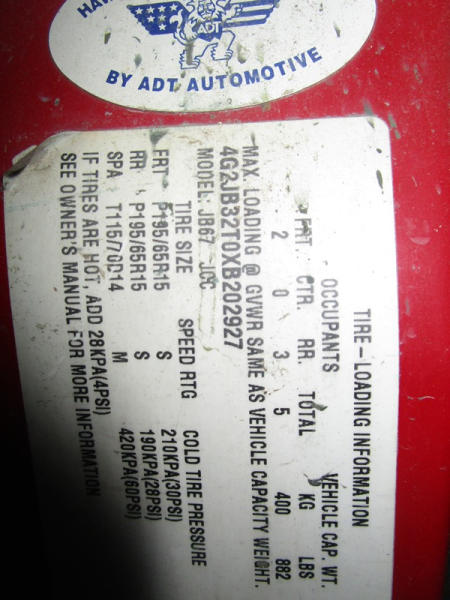 HAW
ADT
BY ADT AUTOMOTIVE
TIRE-LOADING INFORMATION
OCCUPANTS VEHICLE CAP. WT.
FRT. CTR. RR. TOTAL KG LBS
2 0 3 5 400 882
MAX. LOADING @ GVWR SAME AS VEHICLE CAPACITY WEIGHT.
4G2JB32T0XB202927
MODEL: JB67 JCC
TIRE SIZE SPEED RTG COLD TIRE PRESSURE
FRT P195/65R15 S 210KPA(30PSI)
RR P195/65R15 S 190KPA(28PSI)
SPA T115/70D14 M 420KPA(60PSI)
IF TIRES ARE HOT, ADD 28KPA(4PSI)
SEE OWNER'S MANUAL FOR MORE INFORMATION